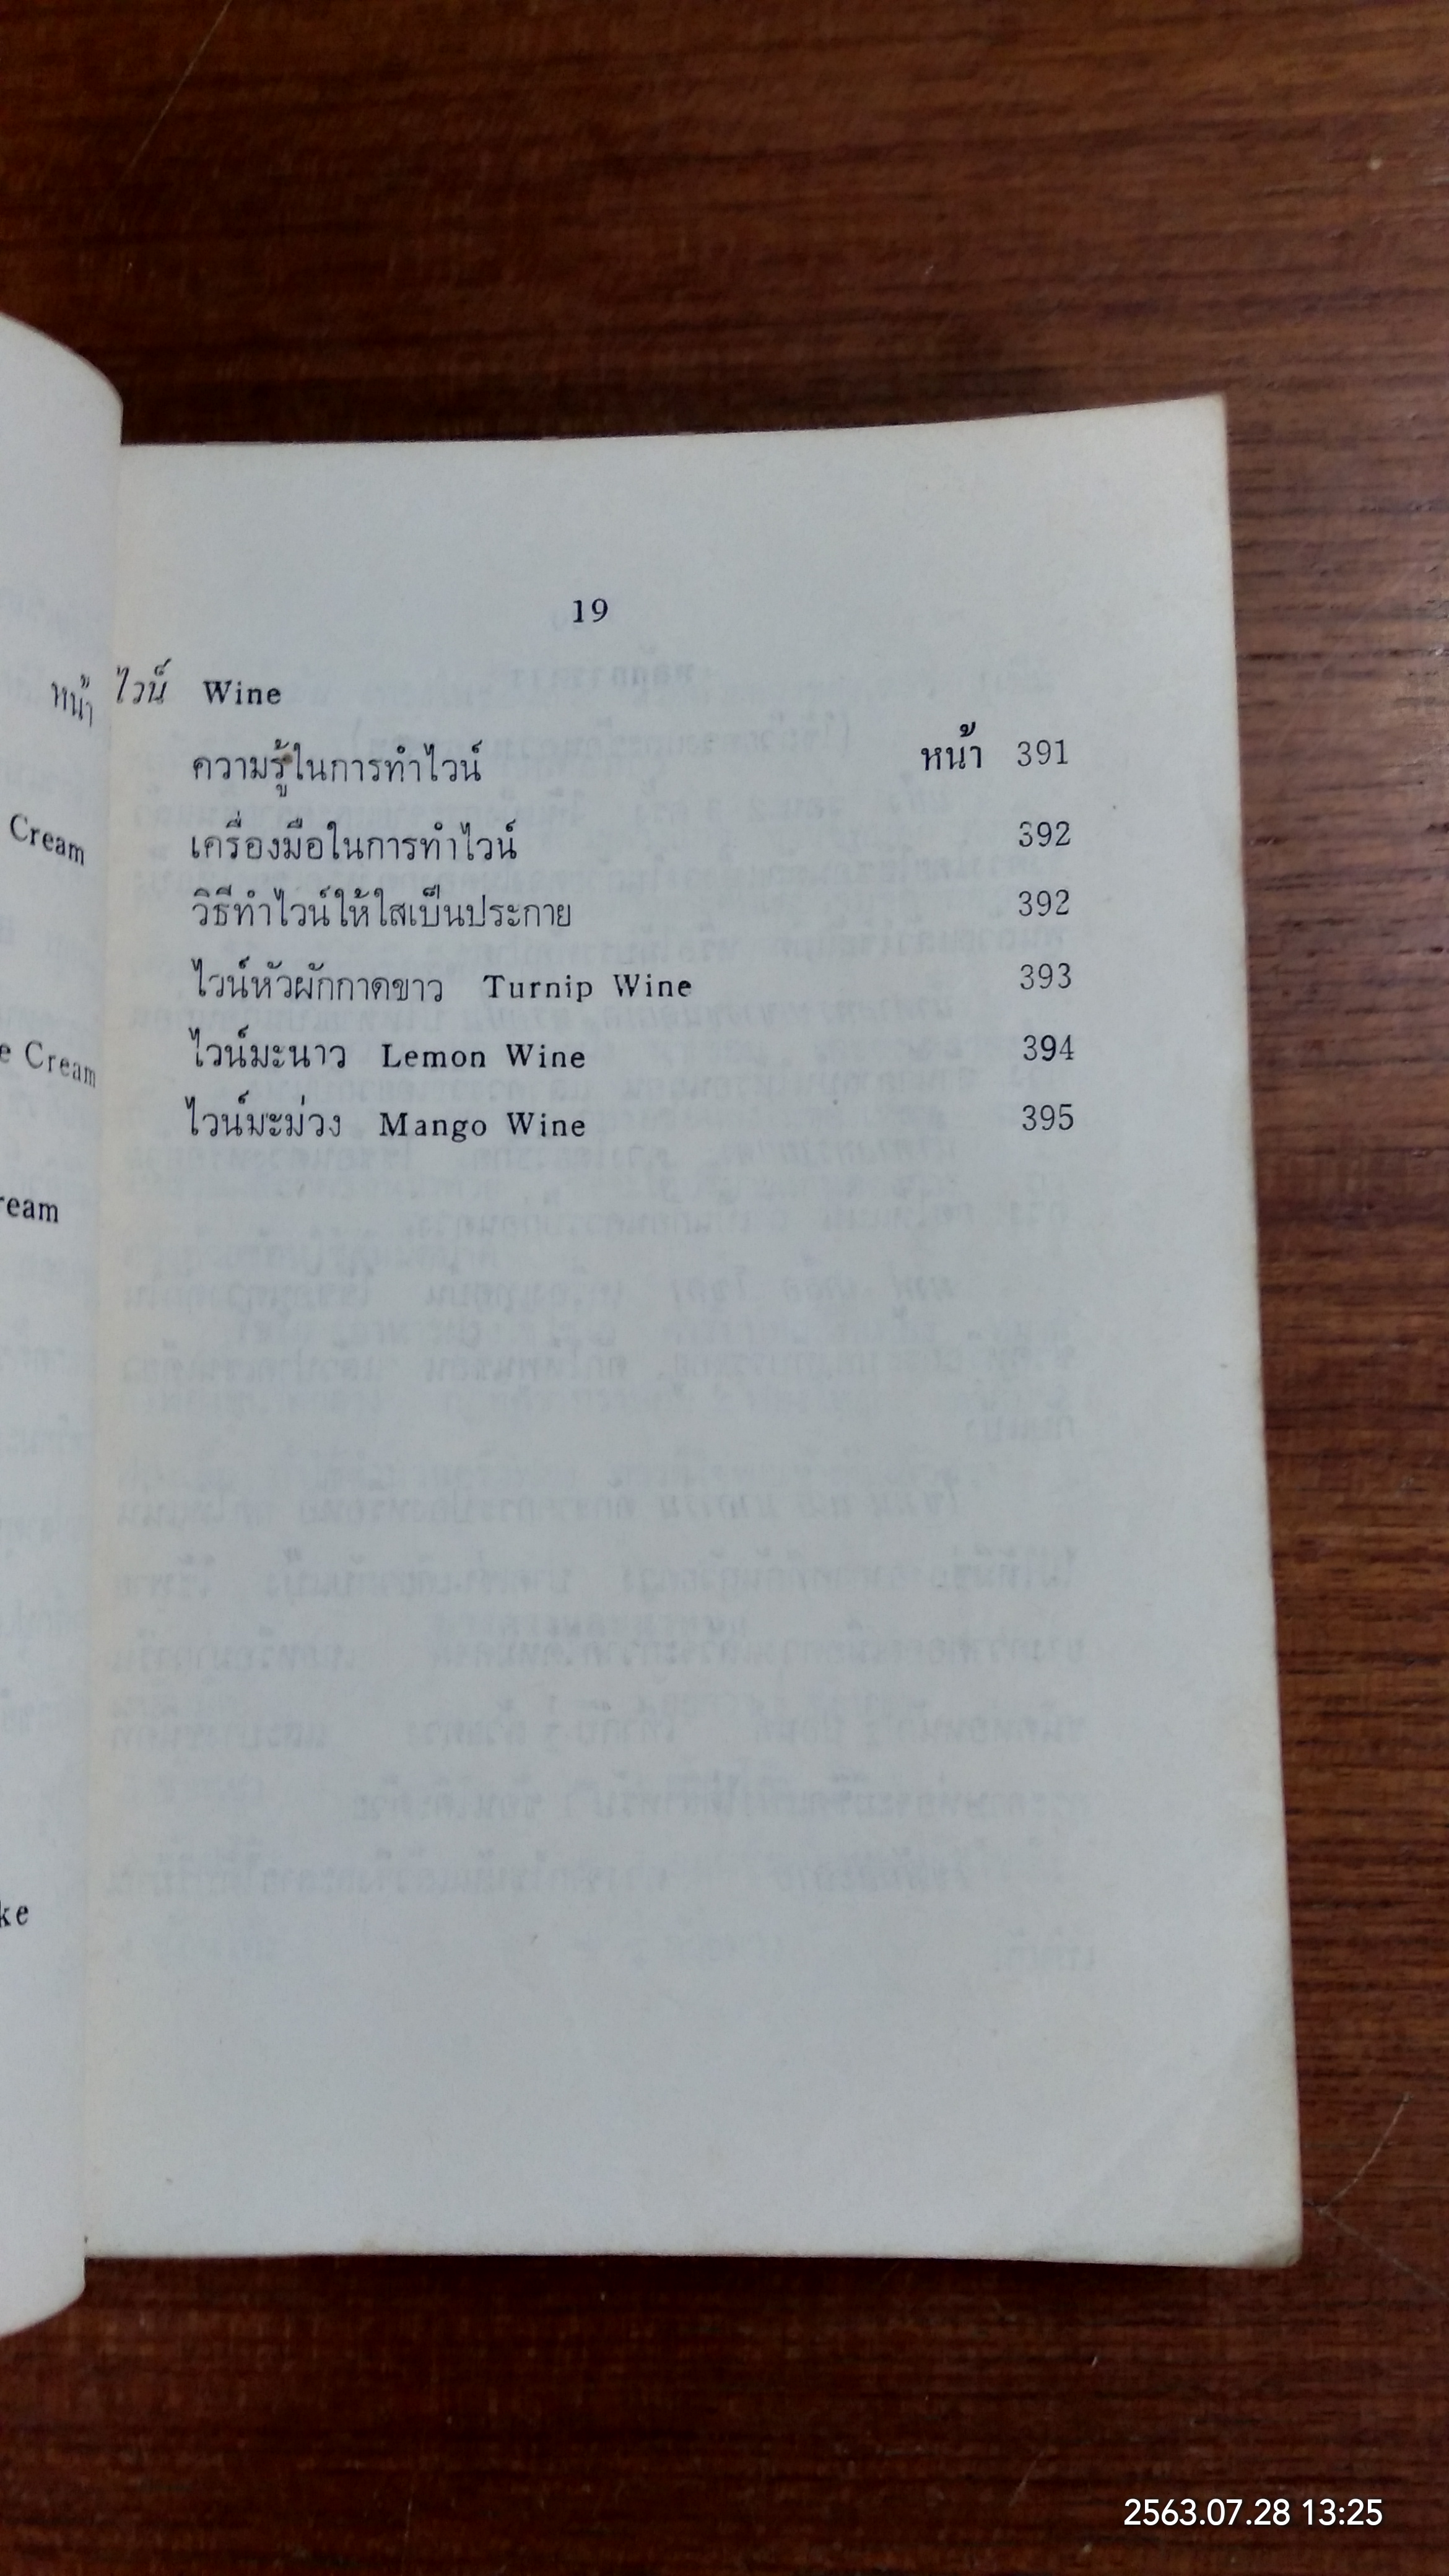 19
ไวน์ Wine
ความรู้ในการทำไวน์ หน้า 391
เครื่องมือในการทำไวน์ 392
วิธีทำไวน์ให้ใสเป็นประกาย 392
ไวน์หัวผักกาดขาว Turnip Wine 393
ไวน์มะนาว Lemon Wine 394
ไวน์มะม่วง Mango Wine 395
หน้า
Cream
e Cream
ream
ke
2563.07.28 13:25